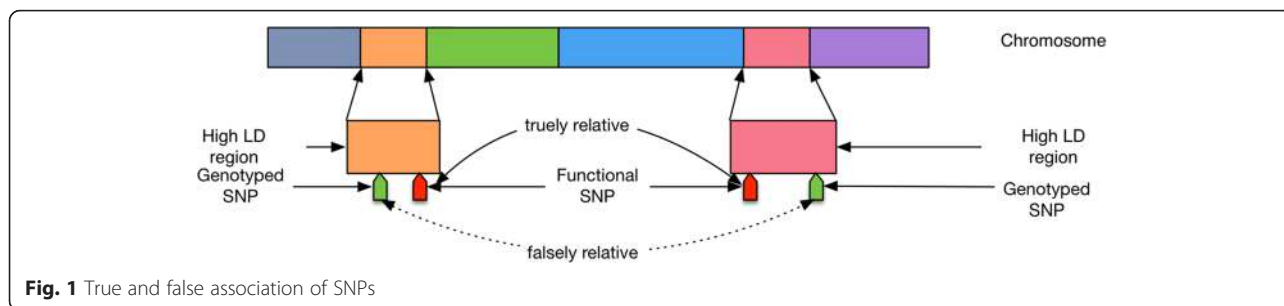 Chromosome
truely relative
High LD
region
High LD
region
Genotyped
SNP
Functional
SNP
Genotyped
SNP
falsely relative
Fig. 1 True and false association of SNPs